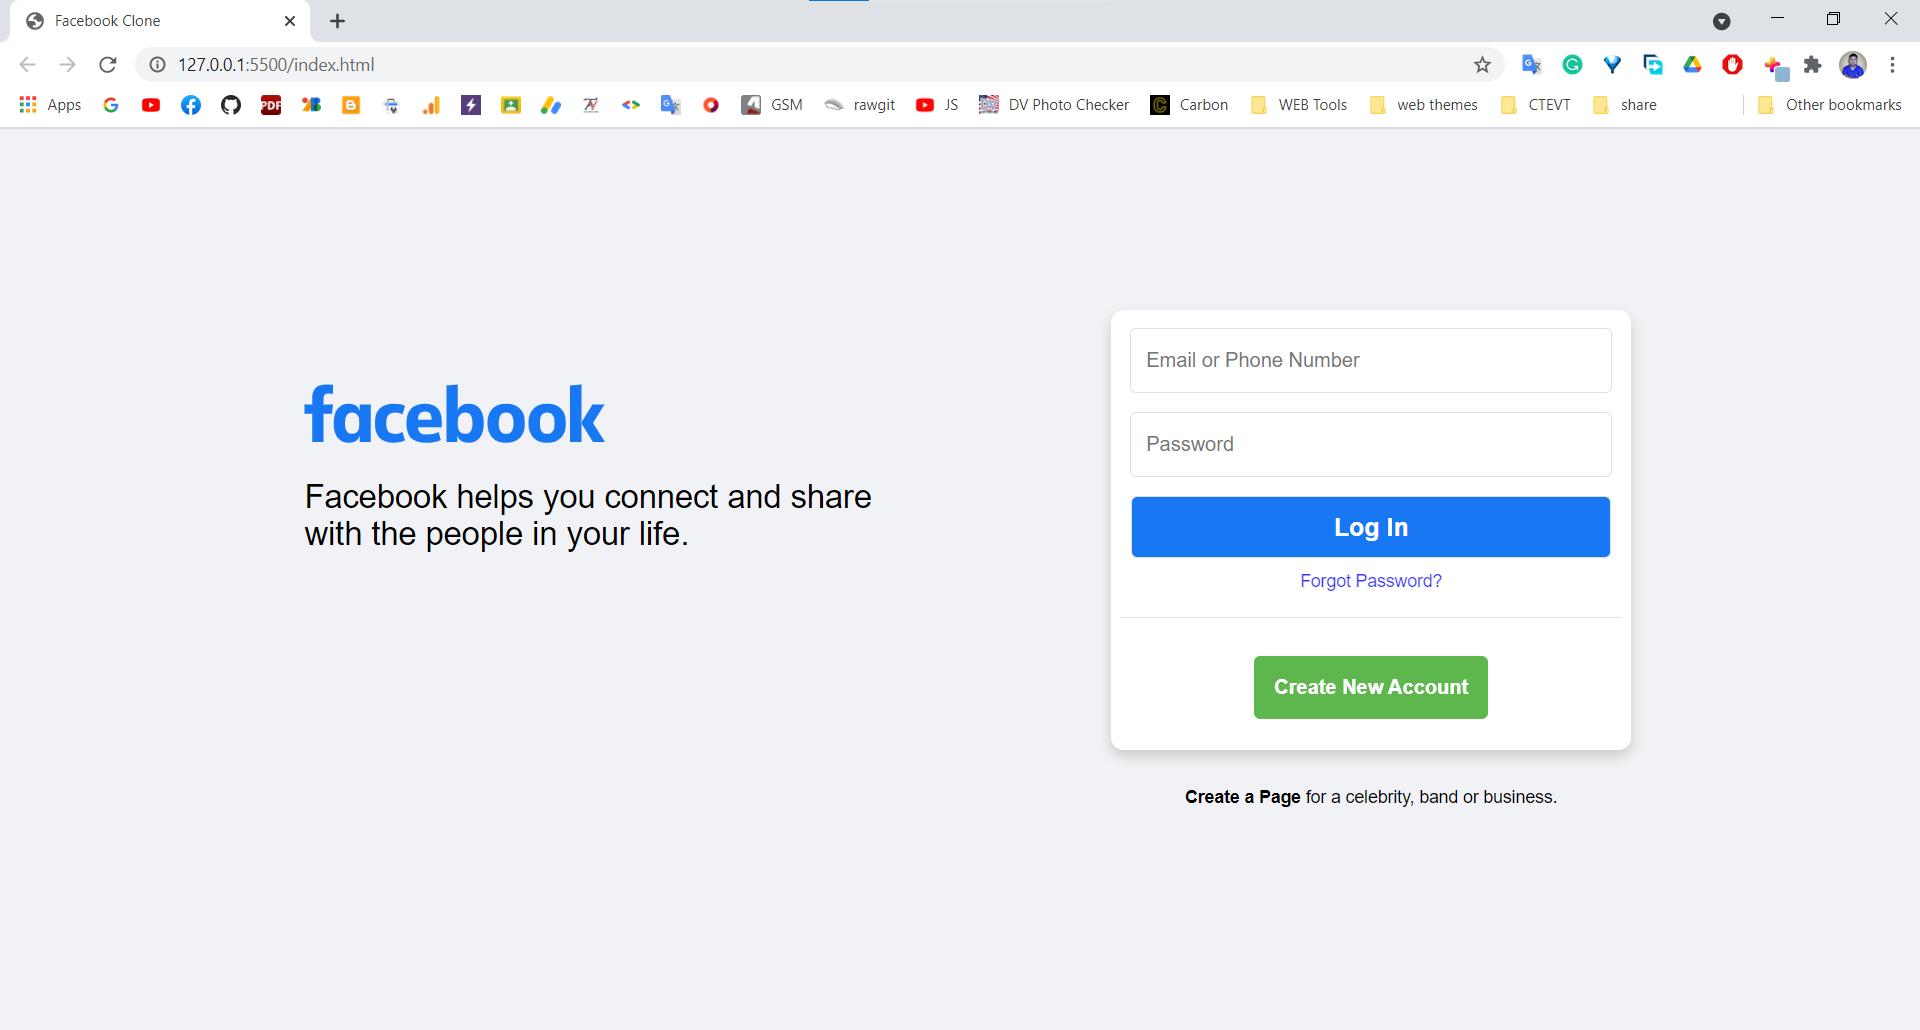 Facebook Clone
127.0.0.1:5500/index.html
Apps PDF GSM rawgit JS DV Photo Checker Carbon WEB Tools web themes CTEVT share Other bookmarks
facebook
Facebook helps you connect and share
with the people in your life.
Email or Phone Number
Password
Log In
Forgot Password?
Create New Account
Create a Page for a celebrity, band or business.